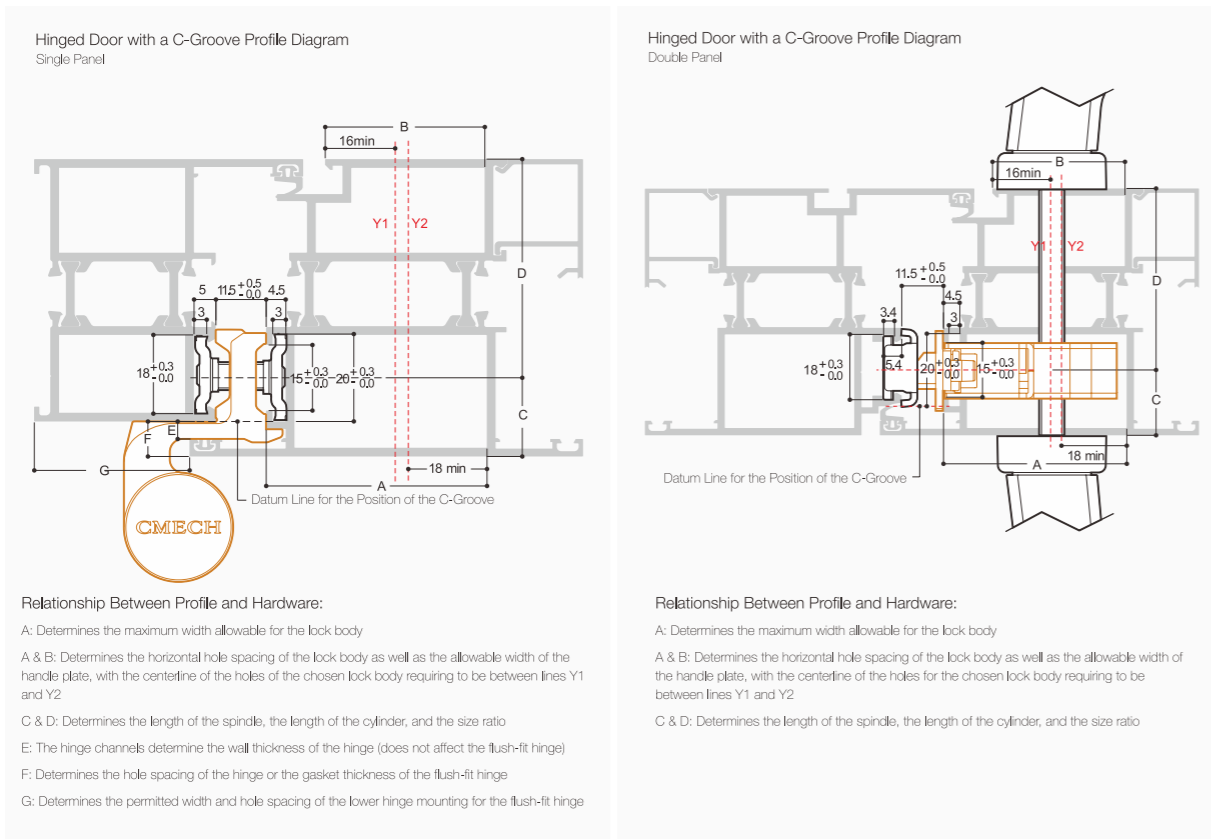 Hinged Door with a C-Groove Profile Diagram
Single Panel
B
16min
Y1
Y2
D
5
11.5 +0.5 -0.0
4.5
3
3
18 +0.3 -0.0
15 +0.3 -0.0
20 +0.3 -0.0
C
E
F
G
18 min
A
Datum Line for the Position of the C-Groove
CMECH
Relationship Between Profile and Hardware:
A: Determines the maximum width allowable for the lock body
A & B: Determines the horizontal hole spacing of the lock body as well as the allowable width of the
handle plate, with the centerline of the holes of the chosen lock body requiring to be between lines Y1
and Y2
C & D: Determines the length of the spindle, the length of the cylinder, and the size ratio
E: The hinge channels determine the wall thickness of the hinge (does not affect the flush-fit hinge)
F: Determines the hole spacing of the hinge or the gasket thickness of the flush-fit hinge
G: Determines the permitted width and hole spacing of the lower hinge mounting for the flush-fit hinge
Hinged Door with a C-Groove Profile Diagram
Double Panel
B
16min
Y1
Y2
D
11.5 +0.5 -0.0
4.5
3.4
3
18 +0.3 -0.0
5.4
20 +0.3 -0.0
15 +0.3 -0.0
C
18 min
A
Datum Line for the Position of the C-Groove
Relationship Between Profile and Hardware:
A: Determines the maximum width allowable for the lock body
A & B: Determines the horizontal hole spacing of the lock body as well as the allowable width of
the handle plate, with the centerline of the holes for the chosen lock body requiring to be
between lines Y1 and Y2
C & D: Determines the length of the spindle, the length of the cylinder, and the size ratio